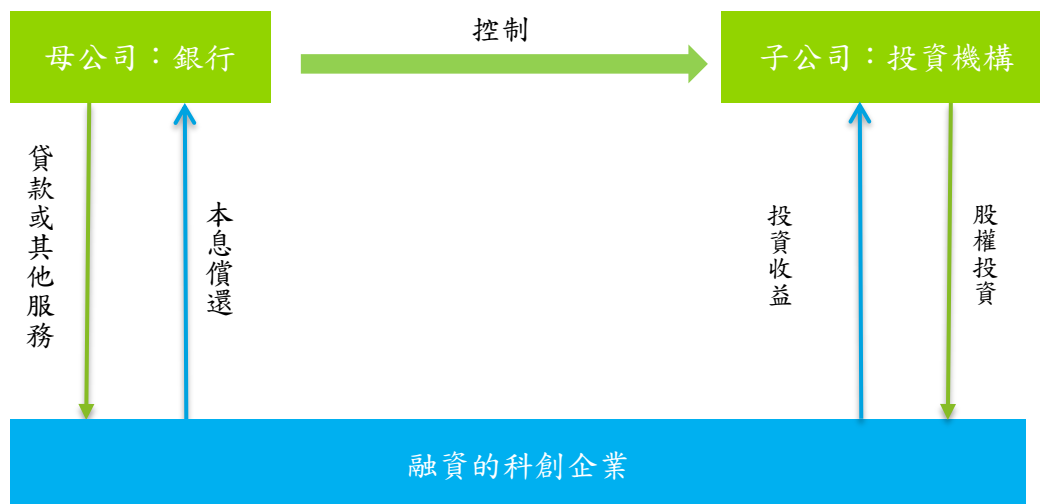 控制
母公司：銀行
子公司：投資機構
貸款或其他服務
本息償還
投資收益
股權投資
融資的科創企業